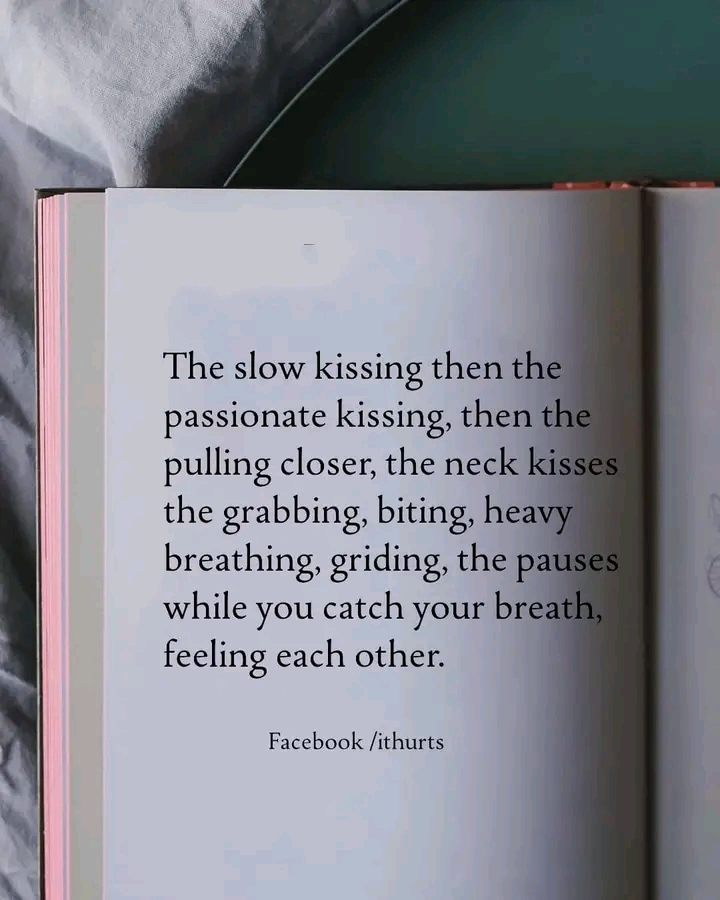 The slow kissing then the
passionate kissing, then the
pulling closer, the neck kisses
the grabbing, biting, heavy
breathing, griding, the pauses
while you catch your breath,
feeling each other.
Facebook /ithurts